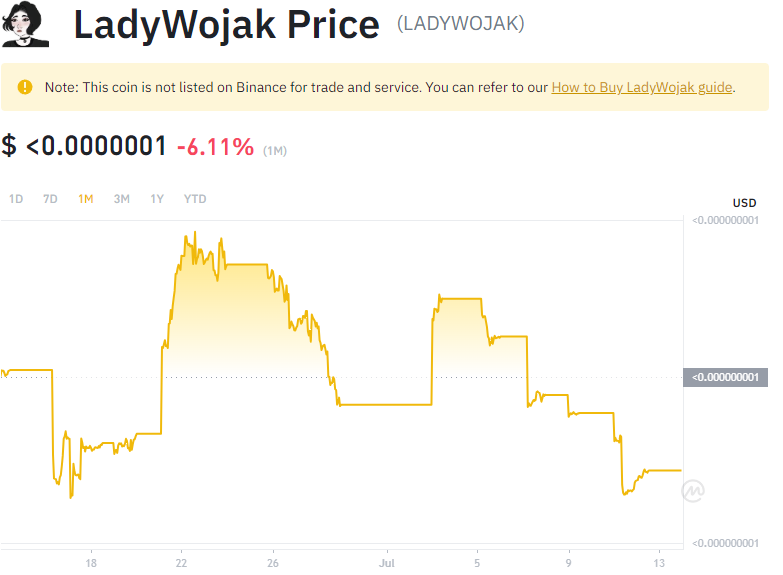 LadyWojak Price (LADYWOJAK)
Note: This coin is not listed on Binance for trade and service. You can refer to our How to Buy LadyWojak guide.
$ <0.0000001 -6.11% (1M)
1D 7D 1M 3M 1Y YTD
USD
<0.000000001
<0.000000001
<0.000000001
18 22 26 Jul 5 9 13